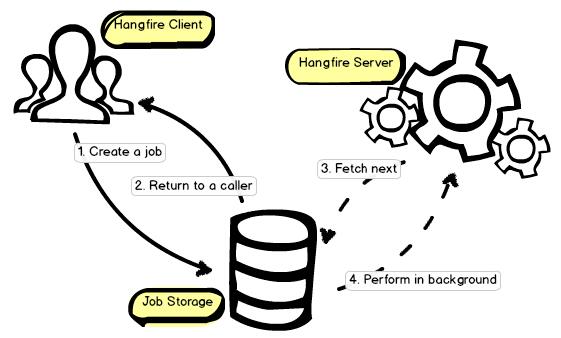 Hangfire Client
Hangfire Server
1. Create a job
3. Fetch next
2. Return to a caller
4. Perform in background
Job Storage